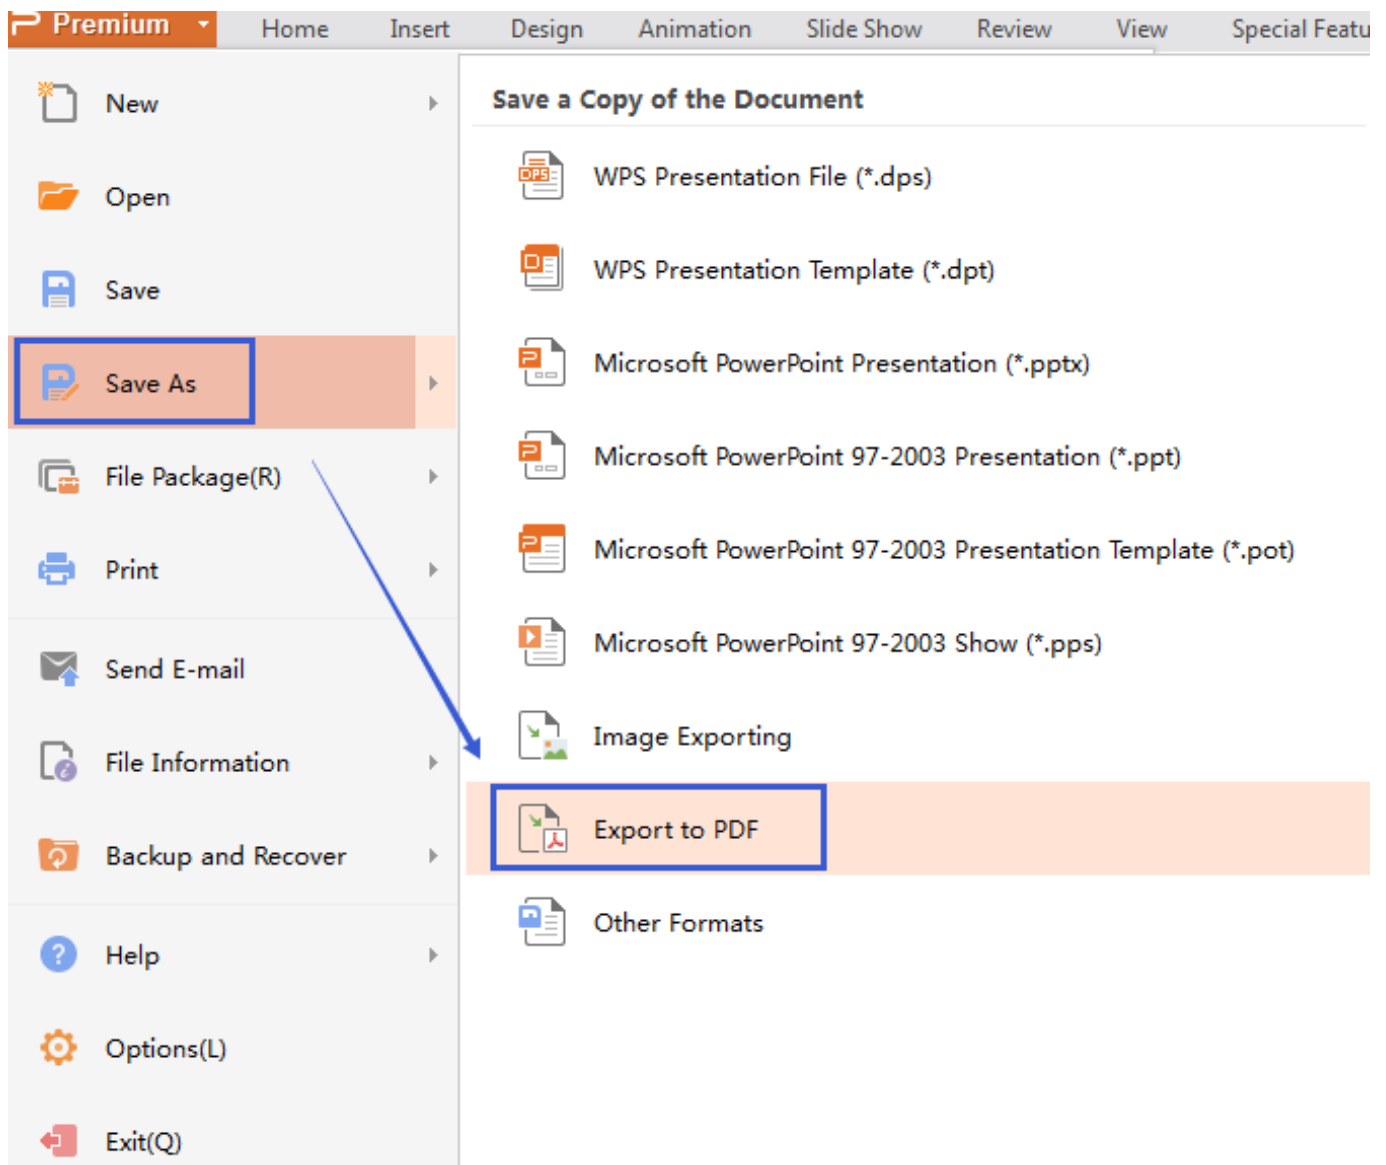 Premium Home Insert Design Animation Slide Show Review View Special Featu
New
Open
Save
Save As
File Package(R)
Print
Send E-mail
File Information
Backup and Recover
Help
Options(L)
Exit(Q)
Save a Copy of the Document
DPS WPS Presentation File (*.dps)
WPS Presentation Template (*.dpt)
Microsoft PowerPoint Presentation (*.pptx)
Microsoft PowerPoint 97-2003 Presentation (*.ppt)
Microsoft PowerPoint 97-2003 Presentation Template (*.pot)
Microsoft PowerPoint 97-2003 Show (*.pps)
Image Exporting
Export to PDF
Other Formats